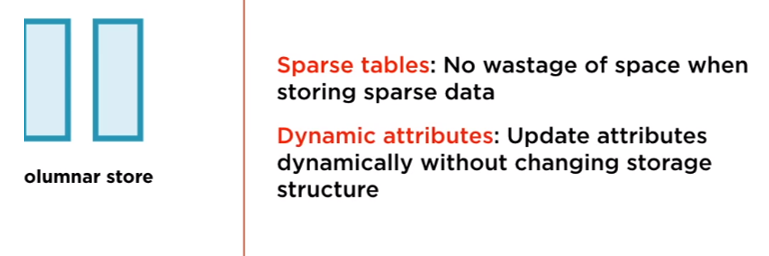 olumnar store
Sparse tables: No wastage of space when
storing sparse data
Dynamic attributes: Update attributes
dynamically without changing storage
structure